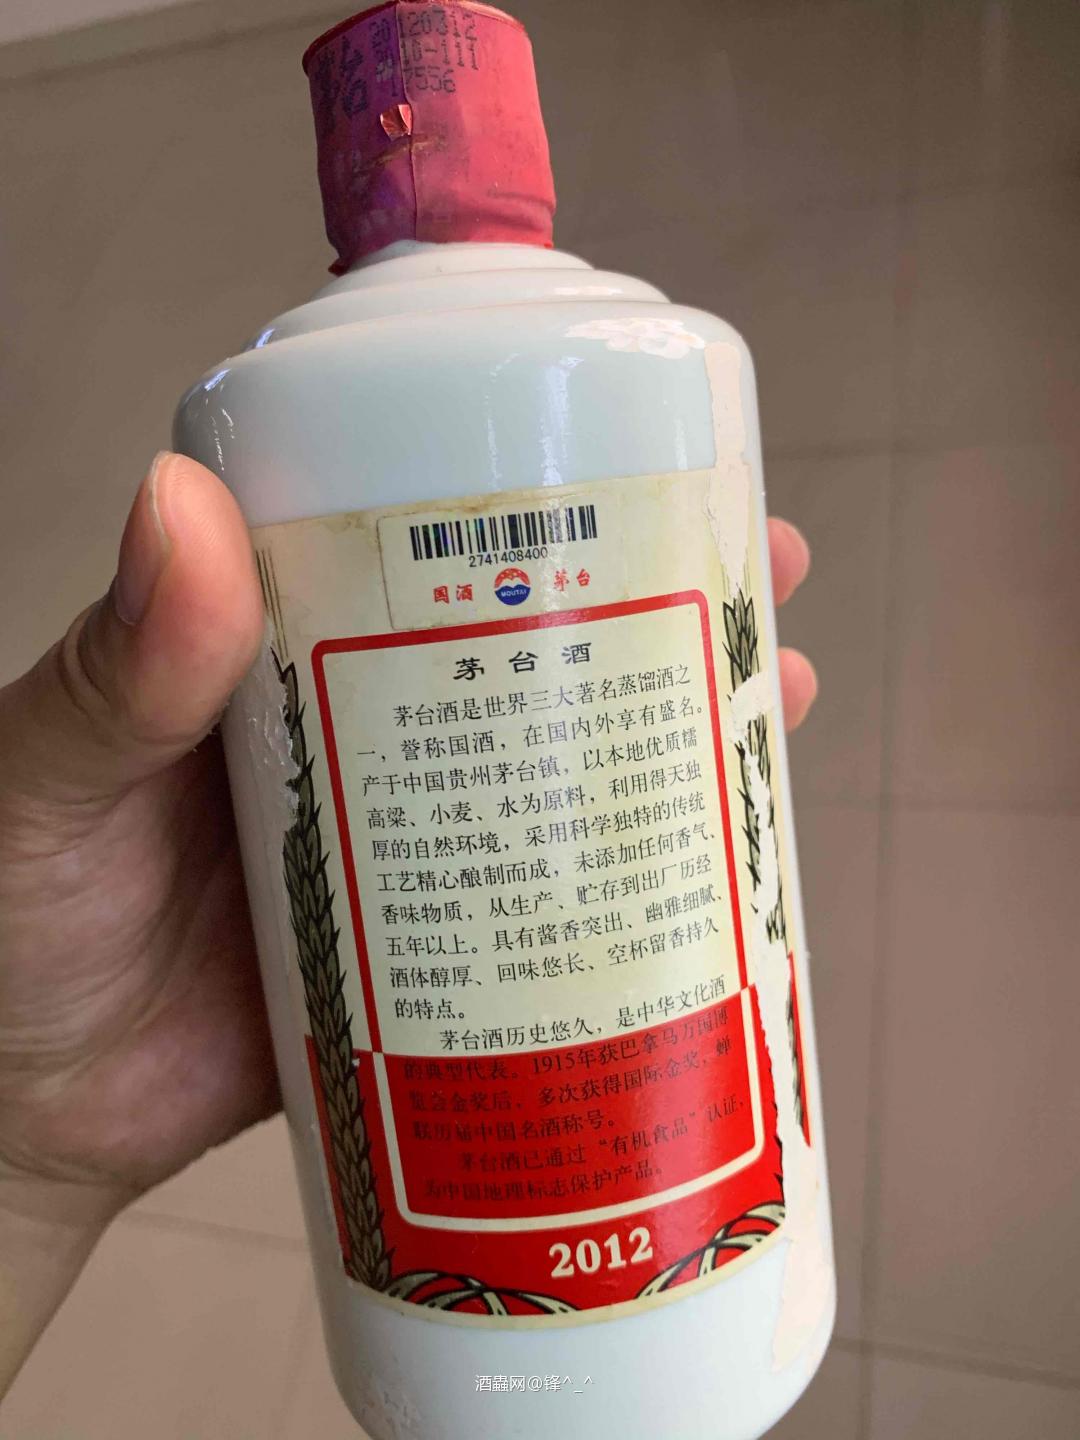 20120312
2010-111
17556
2741408400
国酒 MOUTAI 茅台
茅台酒
茅台酒是世界三大著名蒸馏酒之
一，誉称国酒，在国内外享有盛名。
产于中国贵州茅台镇，以本地优质糯
高粱、小麦、水为原料，利用得天独
厚的自然环境，采用科学独特的传统
工艺精心酿制而成，未添加任何香气、
香味物质，从生产、贮存到出厂历经
五年以上。具有酱香突出、幽雅细腻、
酒体醇厚、回味悠长、空杯留香持久
的特点。
茅台酒历史悠久，是中华文化酒
的典型代表。1915年获巴拿马万国博
览会金奖后，多次获得国际金奖，蝉
联历届中国名酒称号。
茅台酒已通过“有机食品”认证，
为中国地理标志保护产品。
2012
酒蟲网@锋^_^